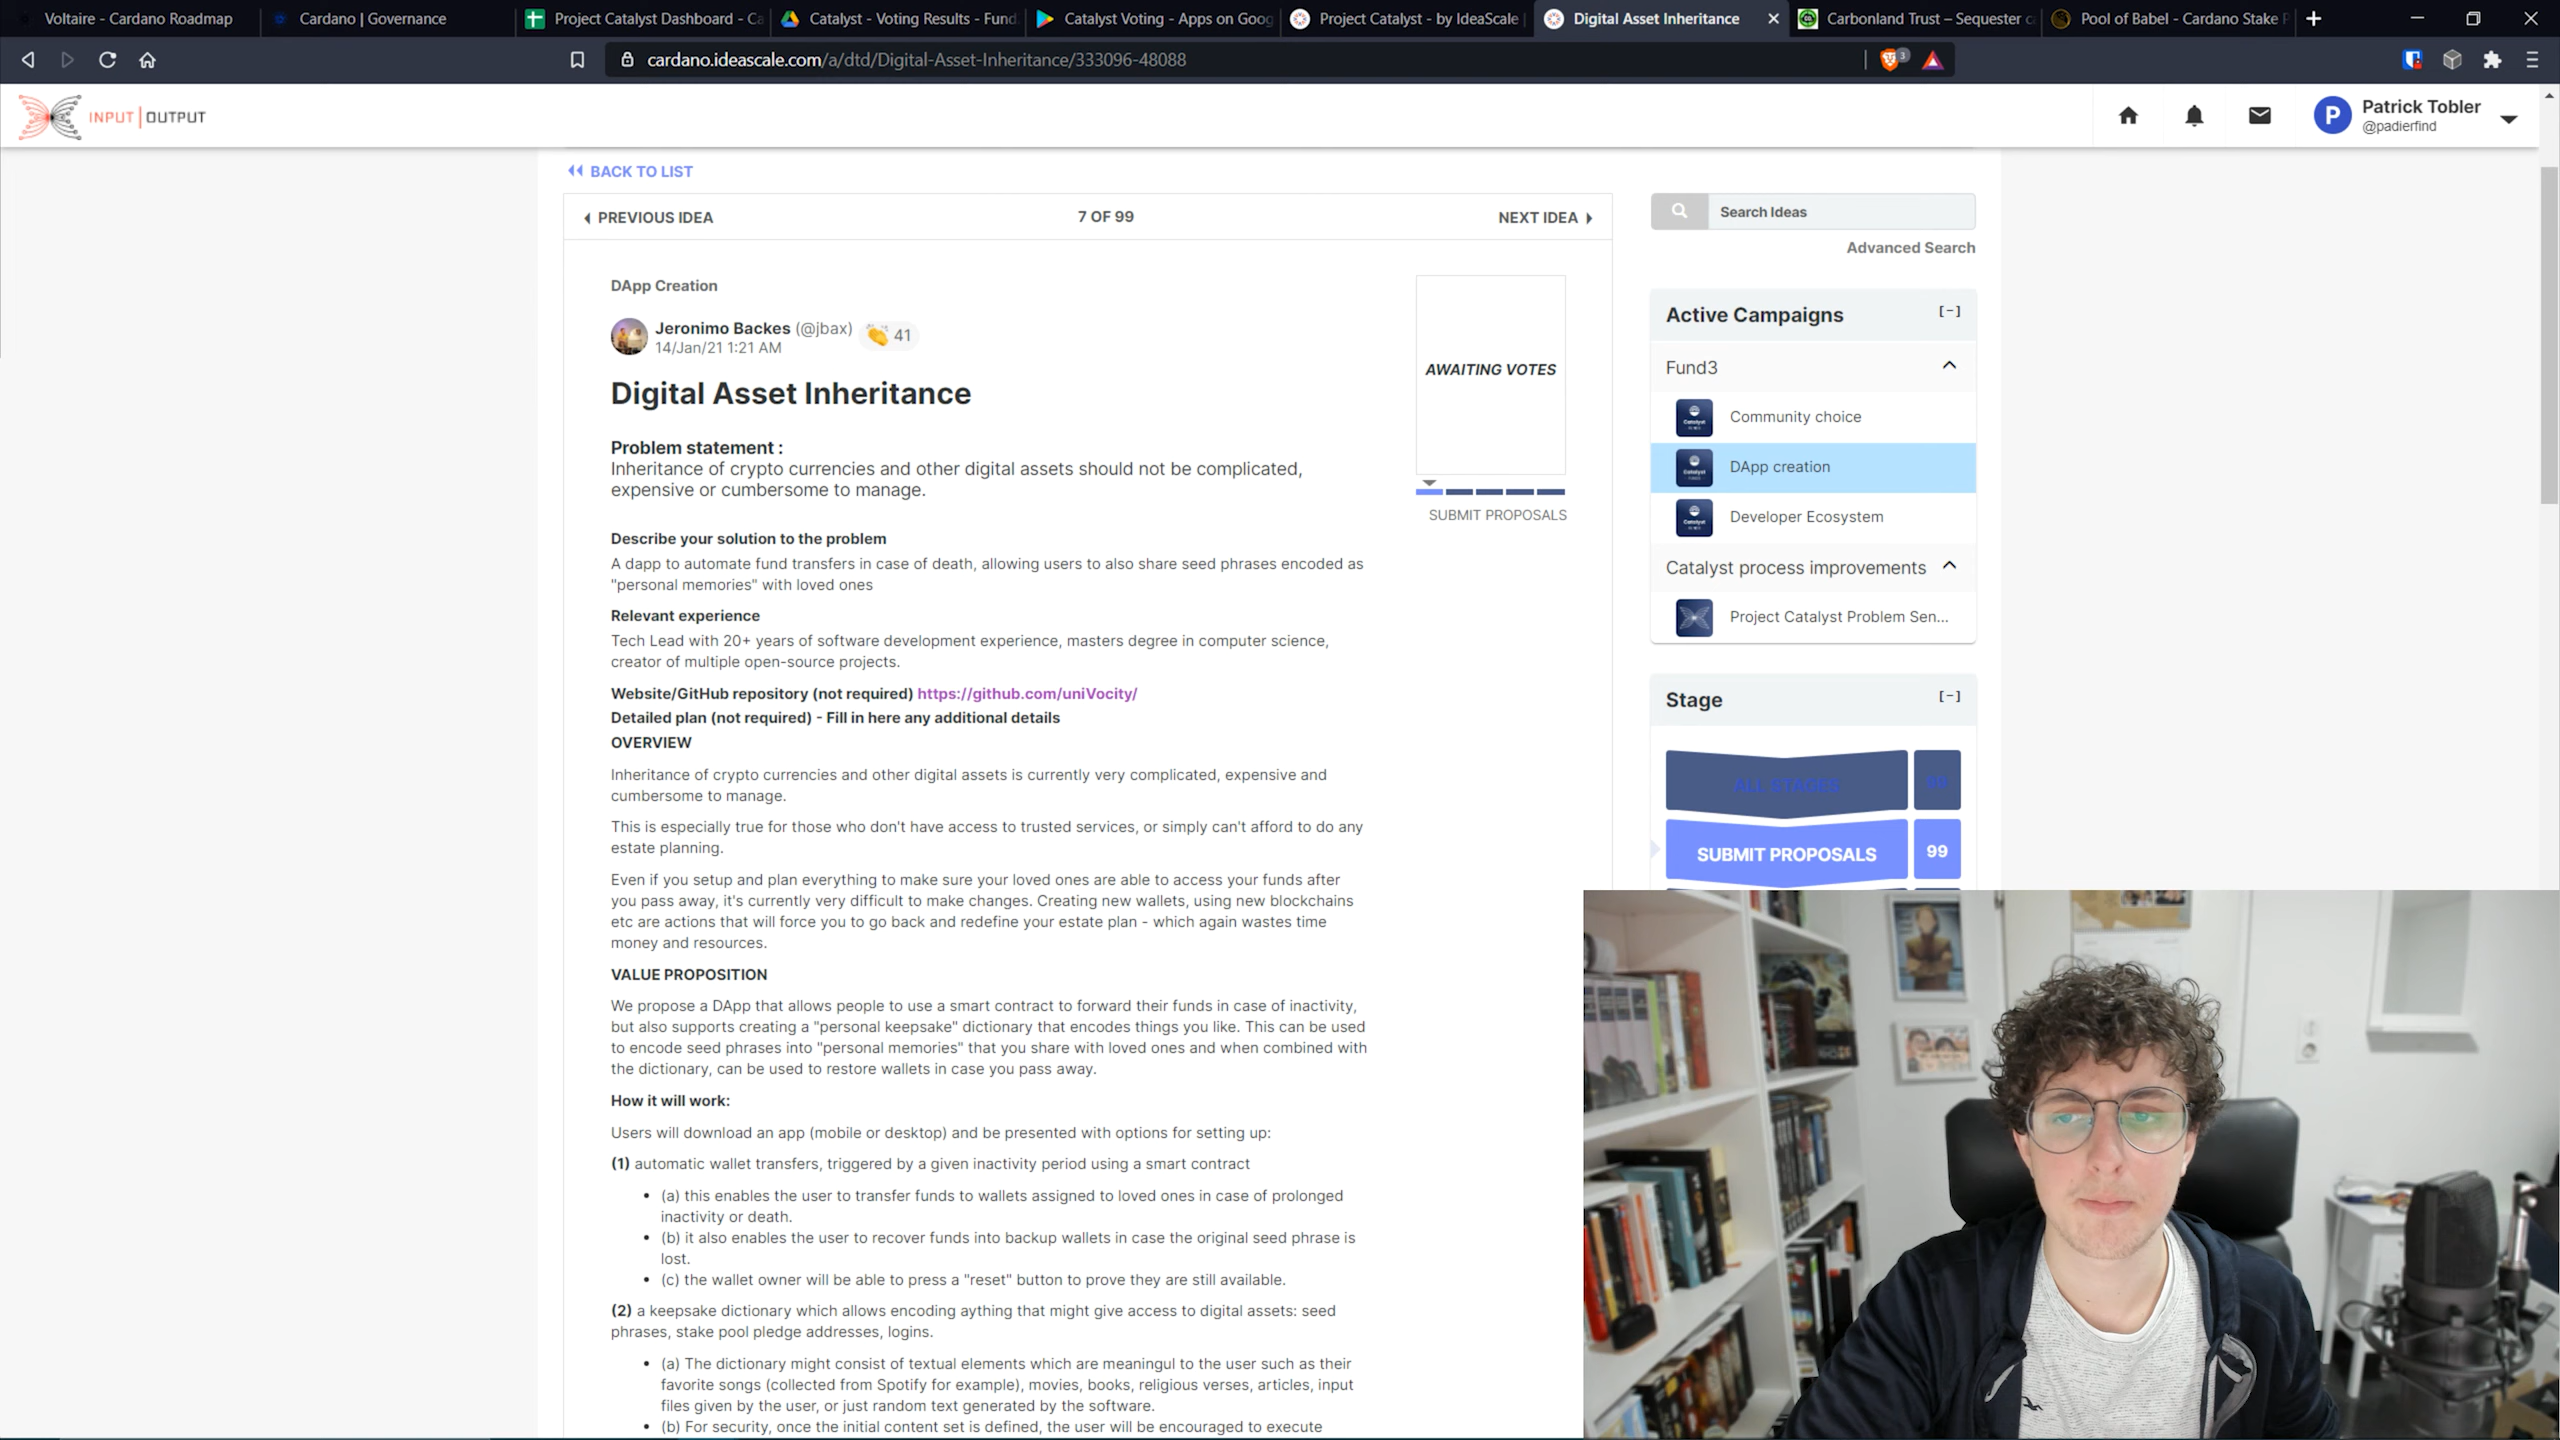 Voltaire - Cardano Roadmap
Cardano | Governance
Project Catalyst Dashboard - Ca
Catalyst - Voting Results - Fund
Catalyst Voting - Apps on Goog
Project Catalyst - by IdeaScale
Digital Asset Inheritance
Carbonland Trust – Sequester c
Pool of Babel - Cardano Stake P
cardano.ideascale.com/a/dtd/Digital-Asset-Inheritance/333096-48088
3
INPUT | OUTPUT
P
Patrick Tobler
@padierfind
BACK TO LIST
PREVIOUS IDEA
7 OF 99
NEXT IDEA
DApp Creation
Jeronimo Backes (@jbax)
41
14/Jan/21 1:21 AM
Digital Asset Inheritance
AWAITING VOTES
SUBMIT PROPOSALS
Problem statement :
Inheritance of crypto currencies and other digital assets should not be complicated,
expensive or cumbersome to manage.
Describe your solution to the problem
A dapp to automate fund transfers in case of death, allowing users to also share seed phrases encoded as
"personal memories" with loved ones
Relevant experience
Tech Lead with 20+ years of software development experience, masters degree in computer science,
creator of multiple open-source projects.
Website/GitHub repository (not required) https://github.com/uniVocity/
Detailed plan (not required) - Fill in here any additional details
OVERVIEW
Inheritance of crypto currencies and other digital assets is currently very complicated, expensive and
cumbersome to manage.
This is especially true for those who don't have access to trusted services, or simply can't afford to do any
estate planning.
Even if you setup and plan everything to make sure your loved ones are able to access your funds after
you pass away, it's currently very difficult to make changes. Creating new wallets, using new blockchains
etc are actions that will force you to go back and redefine your estate plan - which again wastes time
money and resources.
VALUE PROPOSITION
We propose a DApp that allows people to use a smart contract to forward their funds in case of inactivity,
but also supports creating a "personal keepsake" dictionary that encodes things you like. This can be used
to encode seed phrases into "personal memories" that you share with loved ones and when combined with
the dictionary, can be used to restore wallets in case you pass away.
How it will work:
Users will download an app (mobile or desktop) and be presented with options for setting up:
(1) automatic wallet transfers, triggered by a given inactivity period using a smart contract
• (a) this enables the user to transfer funds to wallets assigned to loved ones in case of prolonged
inactivity or death.
• (b) it also enables the user to recover funds into backup wallets in case the original seed phrase is
lost.
• (c) the wallet owner will be able to press a "reset" button to prove they are still available.
(2) a keepsake dictionary which allows encoding aything that might give access to digital assets: seed
phrases, stake pool pledge addresses, logins.
• (a) The dictionary might consist of textual elements which are meaningul to the user such as their
favorite songs (collected from Spotify for example), movies, books, religious verses, articles, input
files given by the user, or just random text generated by the software.
• (b) For security, once the initial content set is defined, the user will be encouraged to execute
Search Ideas
Advanced Search
Active Campaigns
[-]
Fund3
Community choice
DApp creation
Developer Ecosystem
Catalyst process improvements
Project Catalyst Problem Sen...
Stage
[-]
ALL STAGES
SUBMIT PROPOSALS
99